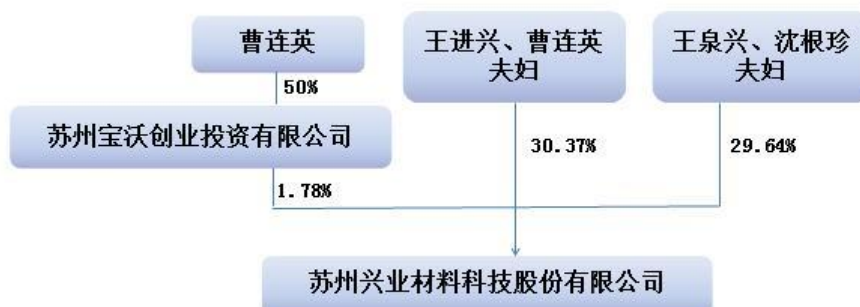 曹连英
王进兴、曹连英
夫妇
王泉兴、沈根珍
夫妇
50%
苏州宝沃创业投资有限公司
30.37%
29.64%
1.78%
苏州兴业材料科技股份有限公司